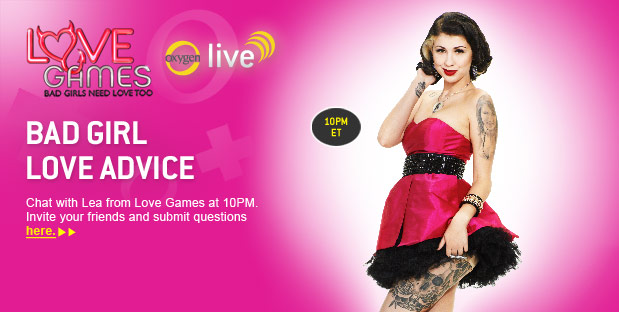 LOVE
GAMES
BAD GIRLS NEED LOVE TOO
oxygen live
10PM
ET
BAD GIRL
LOVE ADVICE
Chat with Lea from Love Games at 10PM.
Invite your friends and submit questions
here.